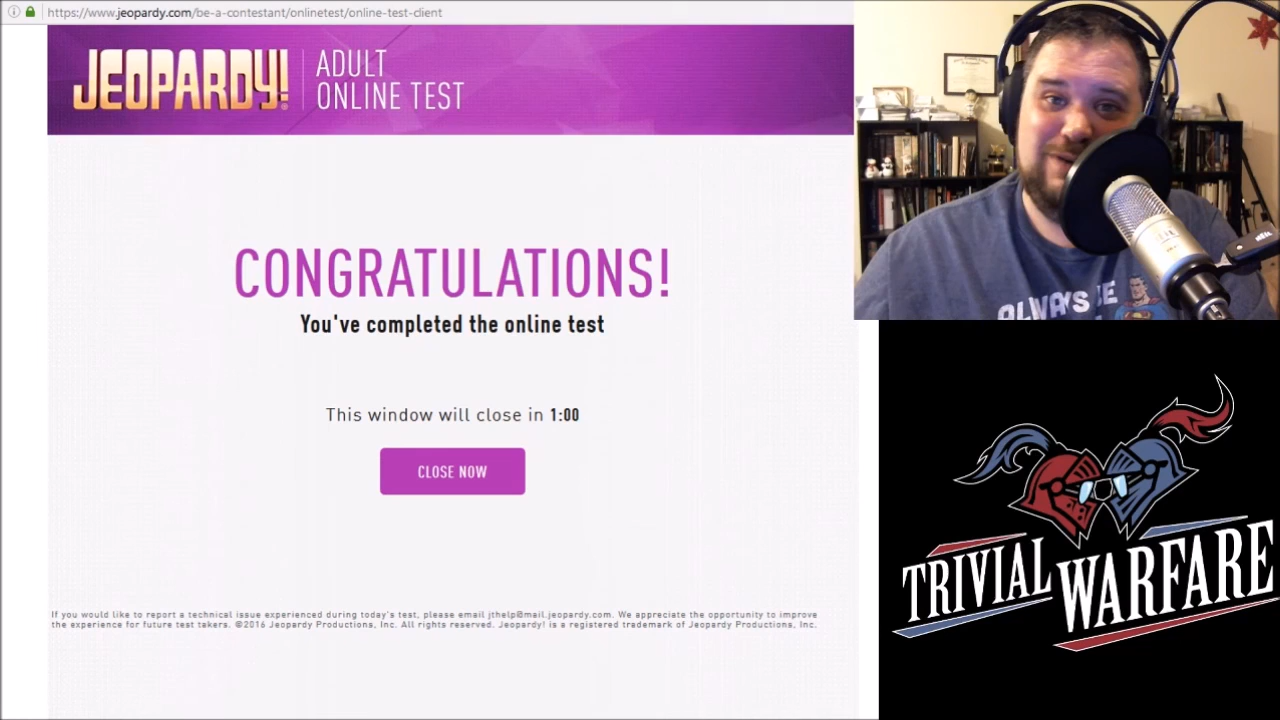 https://www.jeopardy.com/be-a-contestant/onlinetest/online-test-client
JEOPARDY!
ADULT
ONLINE TEST
CONGRATULATIONS!
You've completed the online test
This window will close in 1:00
CLOSE NOW
If you would like to report a technical issue experienced during today's test, please email jthelp@mail.jeopardy.com. We appreciate the opportunity to improve
the experience for future test takers. ©2016 Jeopardy Productions, Inc. All rights reserved. Jeopardy! is a registered trademark of Jeopardy Productions, Inc.
ALWAYS BE
TRIVIAL
WARFARE